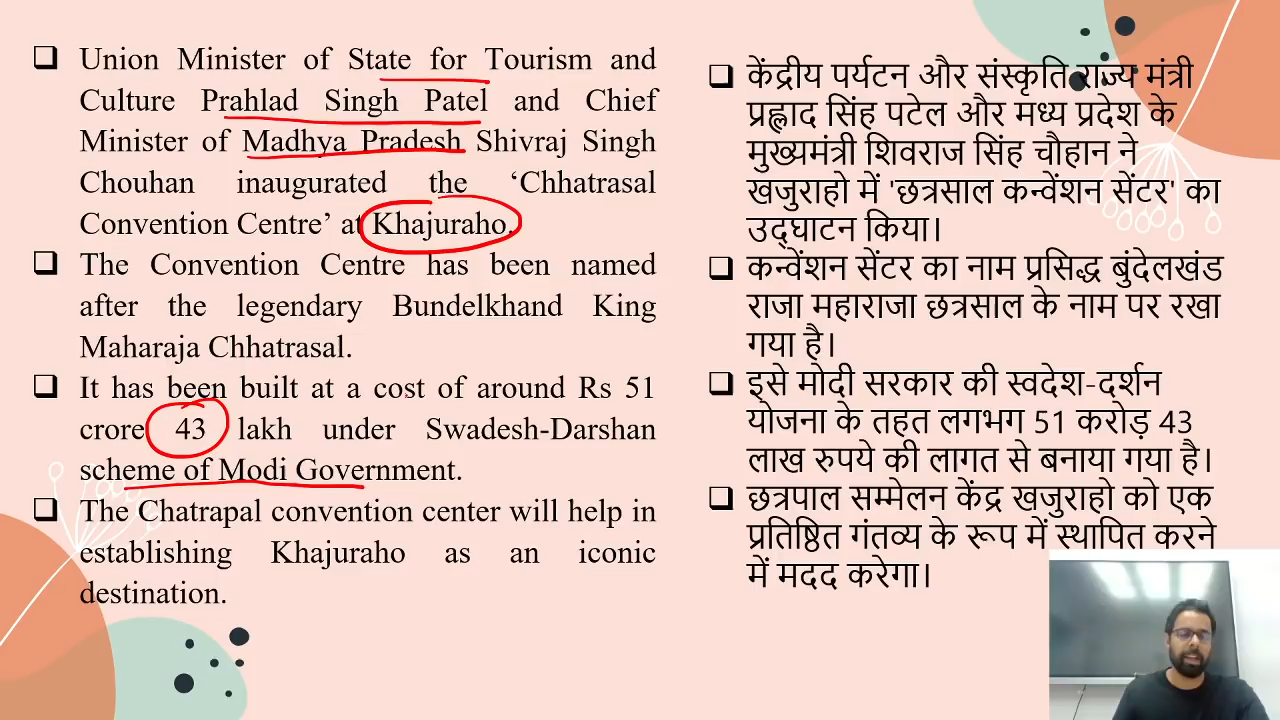 Union Minister of State for Tourism and
Culture Prahlad Singh Patel and Chief
Minister of Madhya Pradesh Shivraj Singh
Chouhan inaugurated the ‘Chhatrasal
Convention Centre’ at Khajuraho.
The Convention Centre has been named
after the legendary Bundelkhand King
Maharaja Chhatrasal.
It has been built at a cost of around Rs 51
crore 43 lakh under Swadesh-Darshan
scheme of Modi Government.
The Chatrapal convention center will help in
establishing Khajuraho as an iconic
destination.
केंद्रीय पर्यटन और संस्कृति राज्य मंत्री
प्रह्लाद सिंह पटेल और मध्य प्रदेश के
मुख्यमंत्री शिवराज सिंह चौहान ने
खजुराहो में 'छत्रसाल कन्वेंशन सेंटर' का
उद्घाटन किया।
कन्वेंशन सेंटर का नाम प्रसिद्ध बुंदेलखंड
राजा महाराजा छत्रसाल के नाम पर रखा
गया है।
इसे मोदी सरकार की स्वदेश-दर्शन
योजना के तहत लगभग 51 करोड़ 43
लाख रुपये की लागत से बनाया गया है।
छत्रपाल सम्मेलन केंद्र खजुराहो को एक
प्रतिष्ठित गंतव्य के रूप में स्थापित करने
में मदद करेगा।